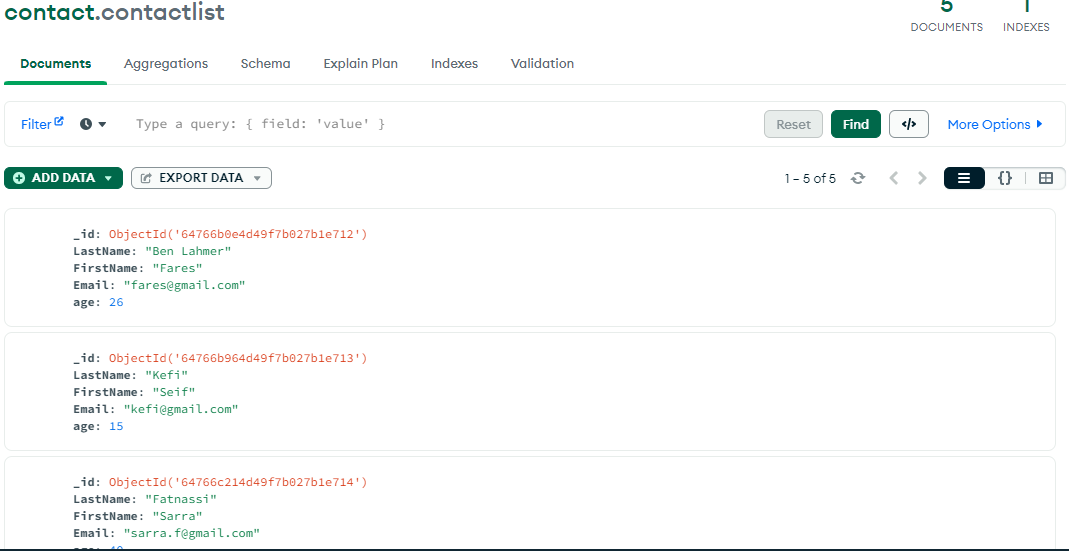 contact.contactlist
5 1
DOCUMENTS INDEXES
Documents Aggregations Schema Explain Plan Indexes Validation
Filter Type a query: { field: 'value' } Reset Find </> More Options
ADD DATA EXPORT DATA 1 – 5 of 5 {}
_id: ObjectId('64766b0e4d49f7b027b1e712')
LastName: "Ben Lahmer"
FirstName: "Fares"
Email: "fares@gmail.com"
age: 26
_id: ObjectId('64766b964d49f7b027b1e713')
LastName: "Kefi"
FirstName: "Seif"
Email: "kefi@gmail.com"
age: 15
_id: ObjectId('64766c214d49f7b027b1e714')
LastName: "Fatnassi"
FirstName: "Sarra"
Email: "sarra.f@gmail.com"
age: